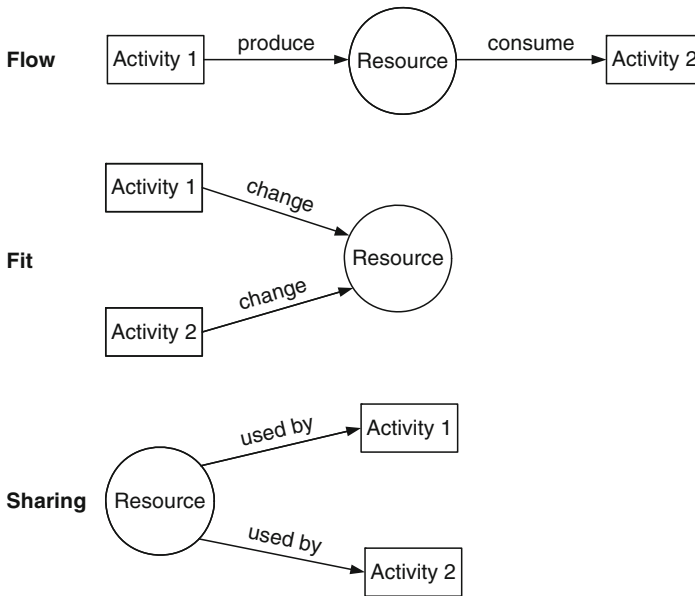 Flow
Activity 1
produce
Resource
consume
Activity 2
Activity 1
change
Fit
Resource
change
Activity 2
used by
Activity 1
Sharing
Resource
used by
Activity 2